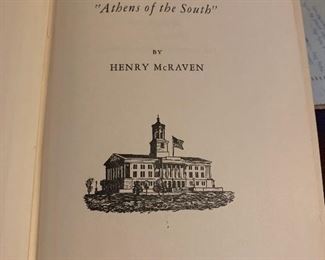 "Athens of the South"
BY
HENRY McRAVEN